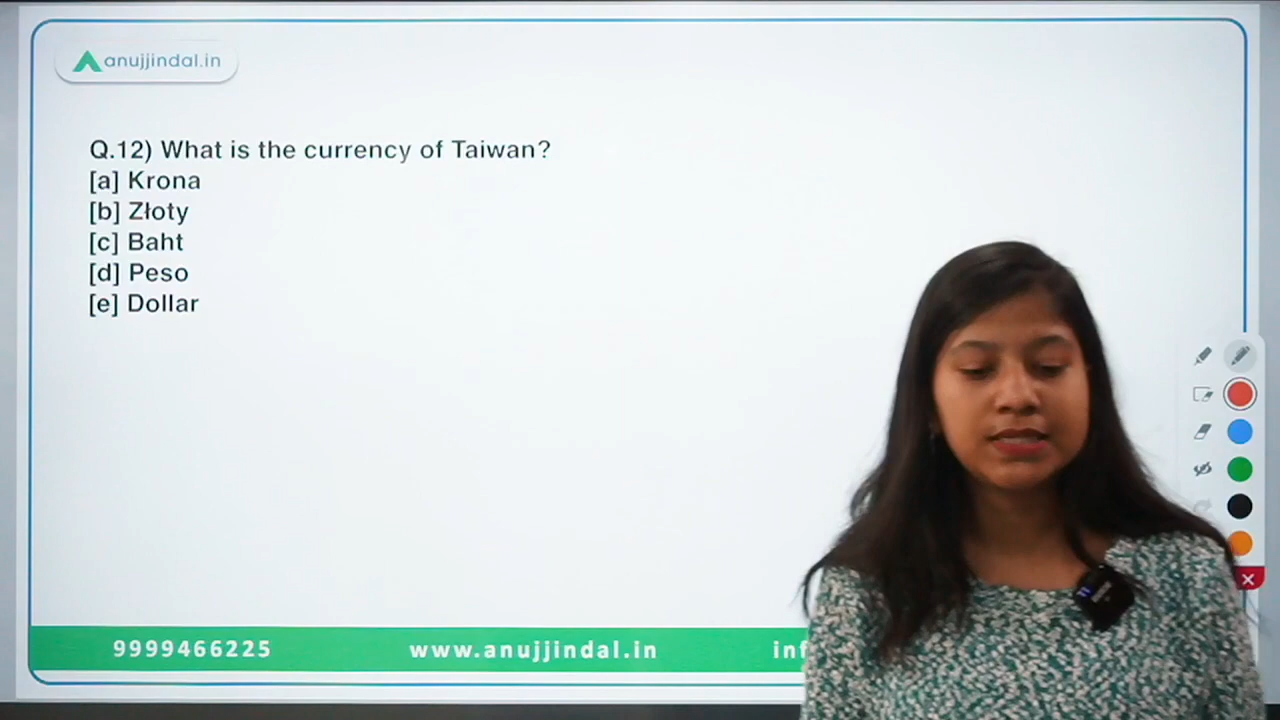 anujjindal.in
Q.12) What is the currency of Taiwan?
[a] Krona
[b] Złoty
[c] Baht
[d] Peso
[e] Dollar
9999466225
www.anujjindal.in
inf